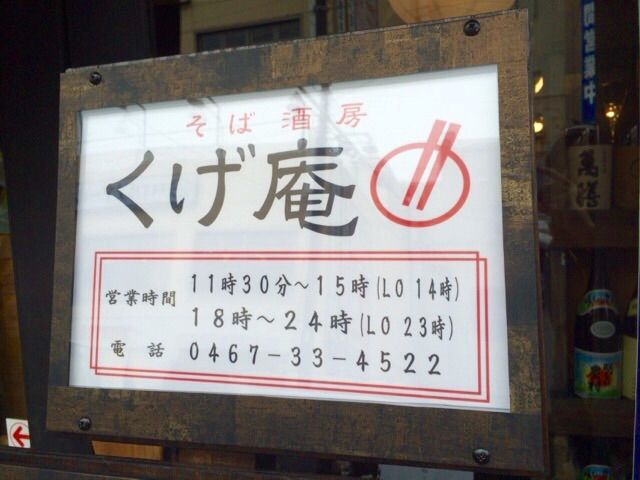 そば酒房
くげ庵
営業時間 11時30分〜15時(LO 14時)
18時〜24時(LO 23時)
電話 0467-33-4522
萬膳